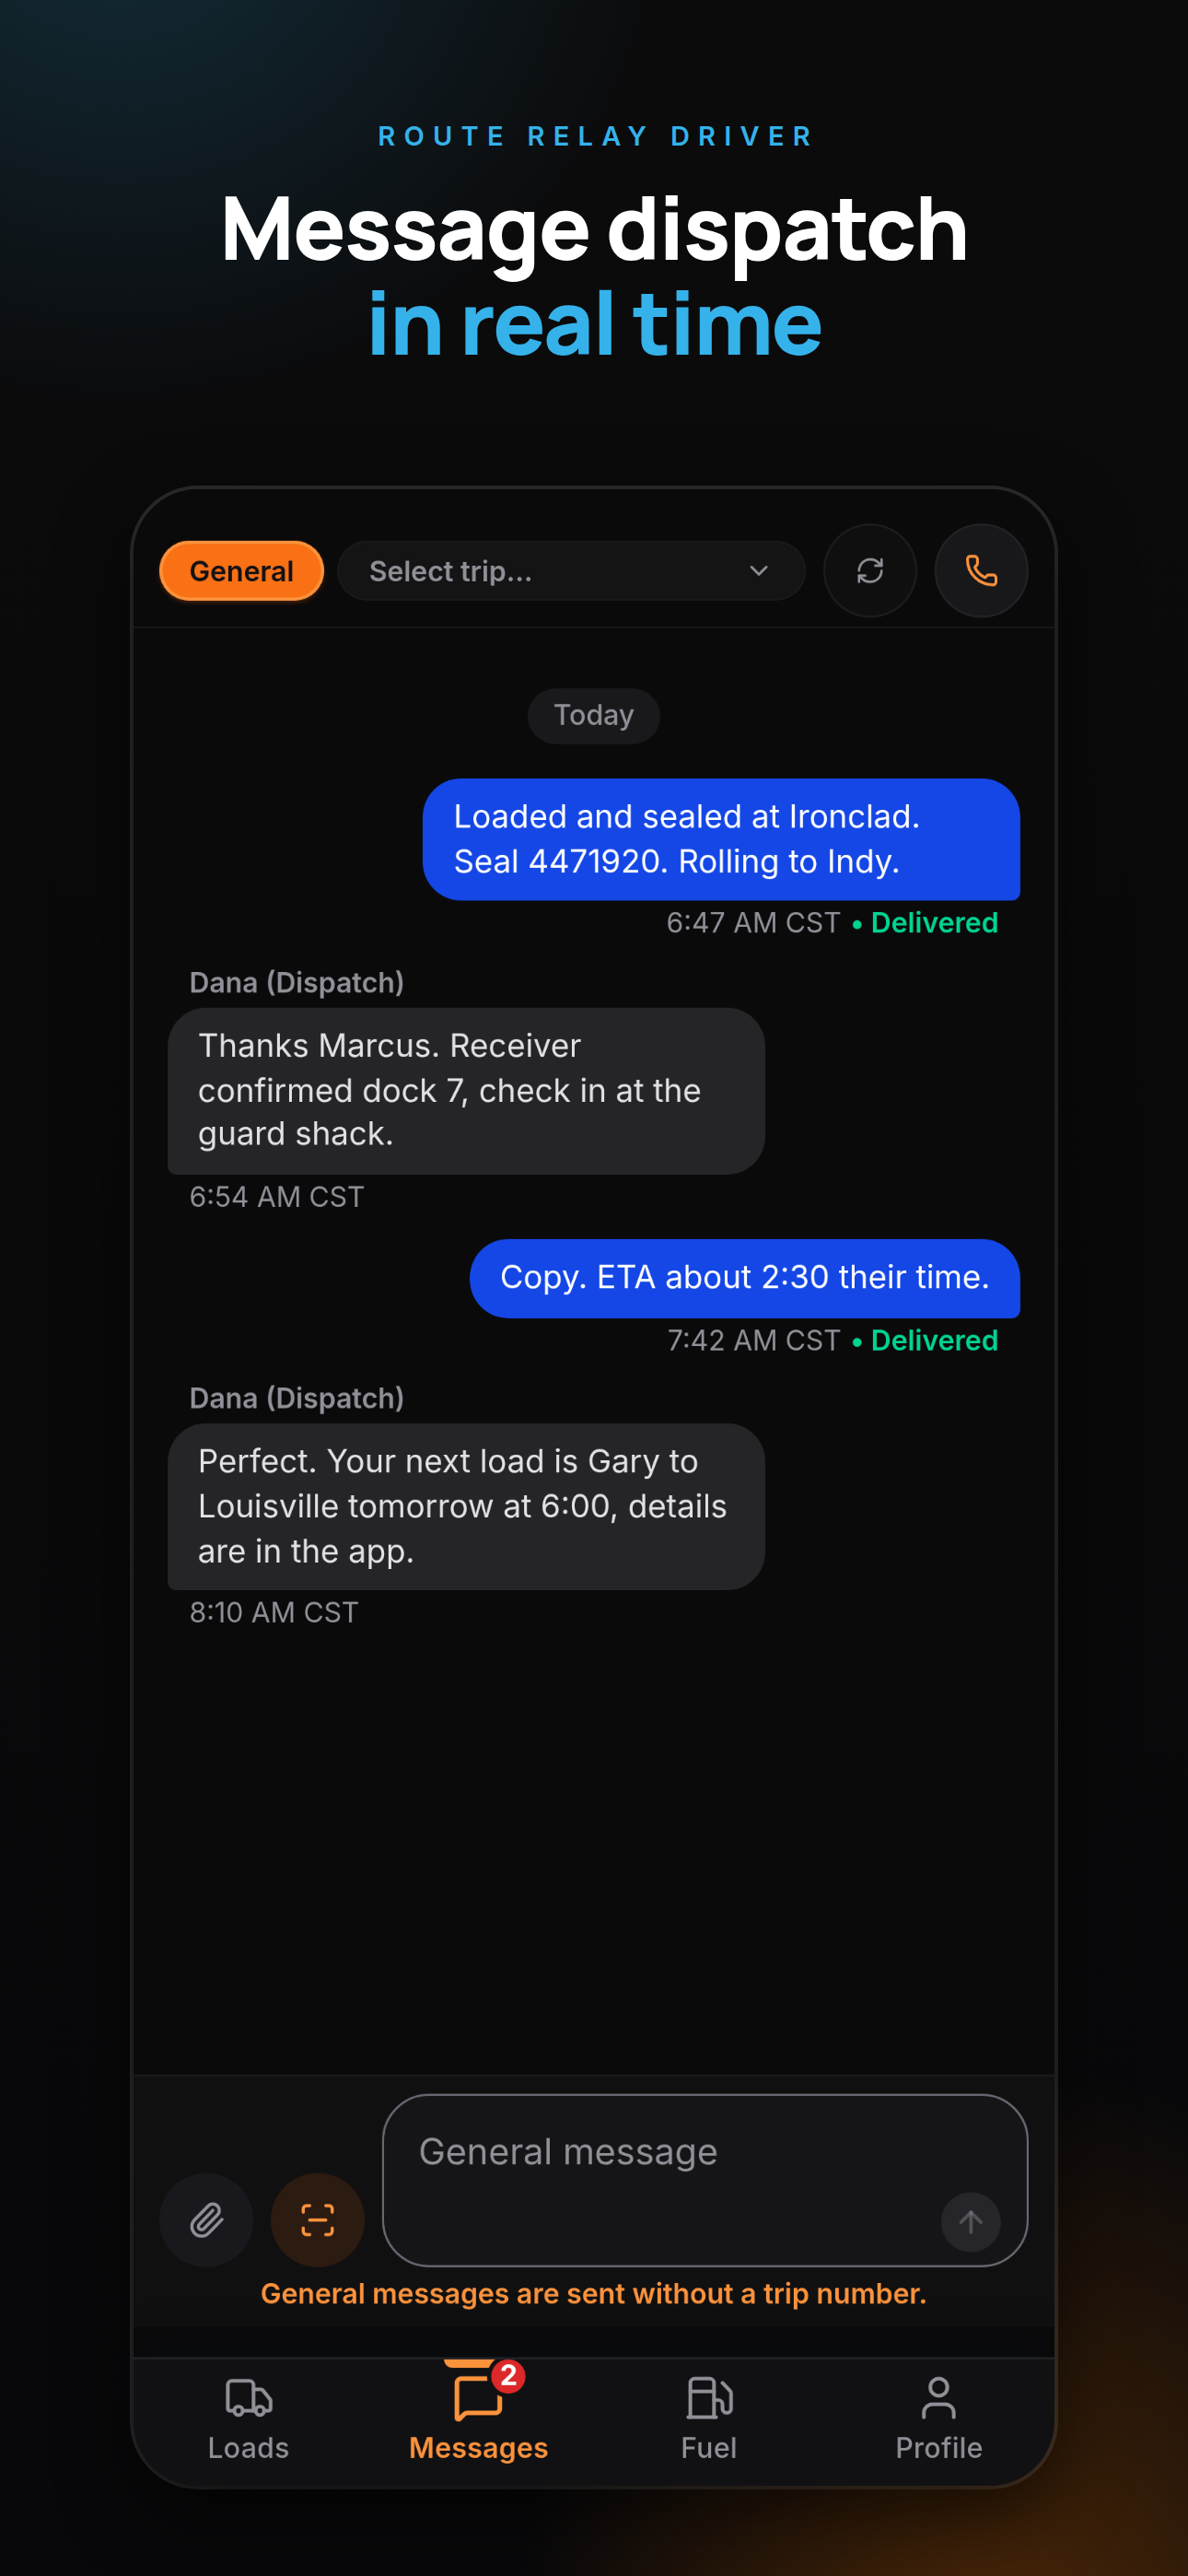 ROUTE RELAY DRIVER
Message dispatch
in real time
General
Select trip...
Today
Loaded and sealed at Ironclad.
Seal 4471920. Rolling to Indy.
6:47 AM CST • Delivered
Dana (Dispatch)
Thanks Marcus. Receiver
confirmed dock 7, check in at the
guard shack.
6:54 AM CST
Copy. ETA about 2:30 their time.
7:42 AM CST • Delivered
Dana (Dispatch)
Perfect. Your next load is Gary to
Louisville tomorrow at 6:00, details
are in the app.
8:10 AM CST
General message
General messages are sent without a trip number.
2
Loads
Messages
Fuel
Profile